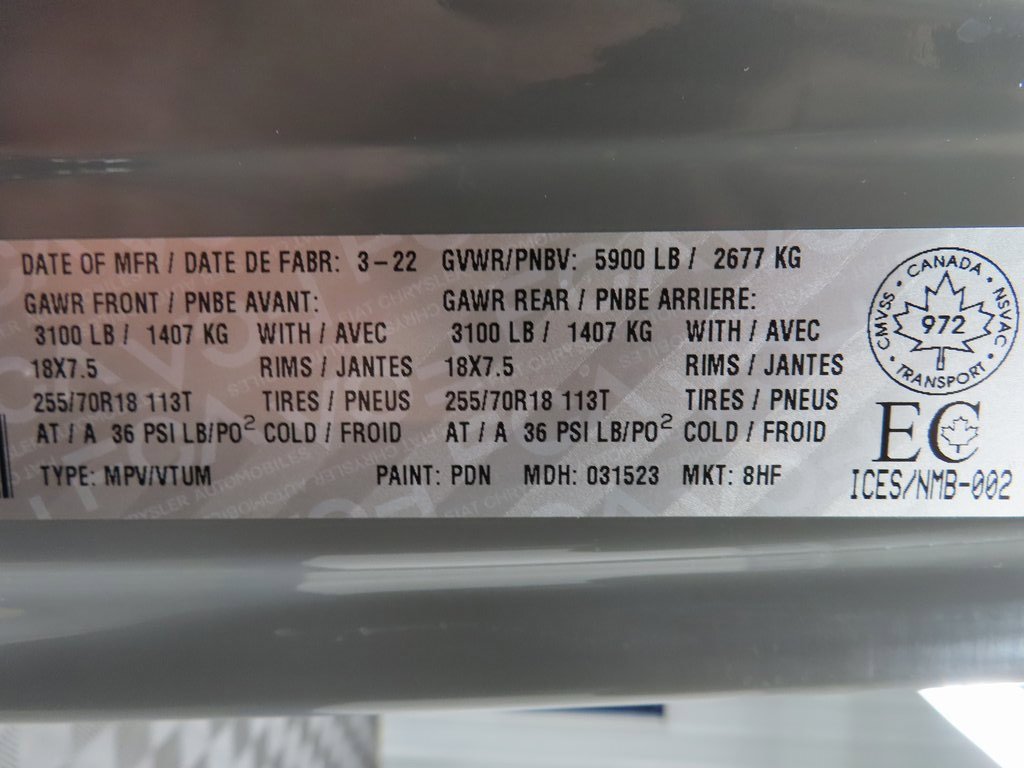 DATE OF MFR / DATE DE FABR: 3-22 GVWR/PNBV: 5900 LB / 2677 KG
GAWR FRONT / PNBE AVANT: GAWR REAR / PNBE ARRIERE:
3100 LB / 1407 KG WITH / AVEC 3100 LB / 1407 KG WITH / AVEC
18X7.5 RIMS / JANTES 18X7.5 RIMS / JANTES
255/70R18 113T TIRES / PNEUS 255/70R18 113T TIRES / PNEUS
AT / A 36 PSI LB/PO² COLD / FROID AT / A 36 PSI LB/PO² COLD / FROID
TYPE: MPV/VTUM PAINT: PDN MDH: 031523 MKT: 8HF
CMVSS · CANADA · NSVAC · TRANSPORT ·
972
EC
ICES/NMB-002